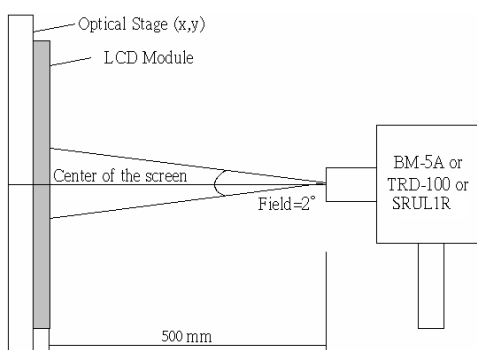 Optical Stage (x,y)
LCD Module
Center of the screen
Field=2°
BM-5A or
TRD-100 or
SRUL1R
500 mm